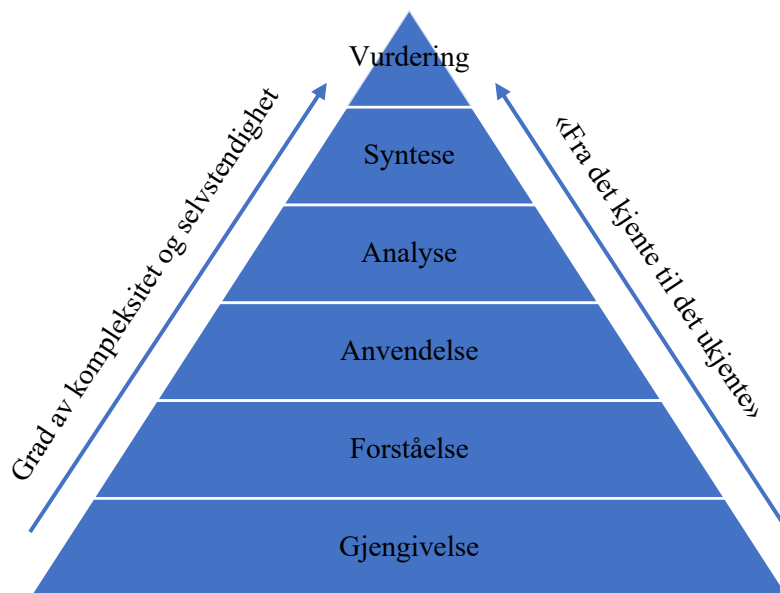 Vurdering
Syntese
Analyse
Anvendelse
Forståelse
Gjengivelse
Grad av kompleksitet og selvstendighet
«Fra det kjente til det ukjente»